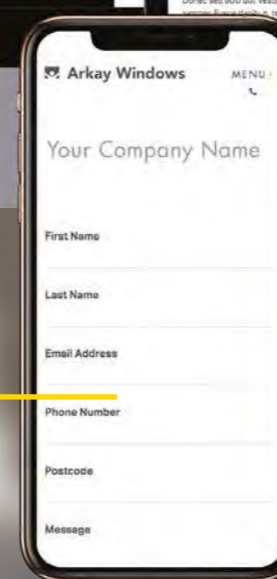 Arkay Windows
MENU
Your Company Name
First Name
Last Name
Email Address
Phone Number
Postcode
Message